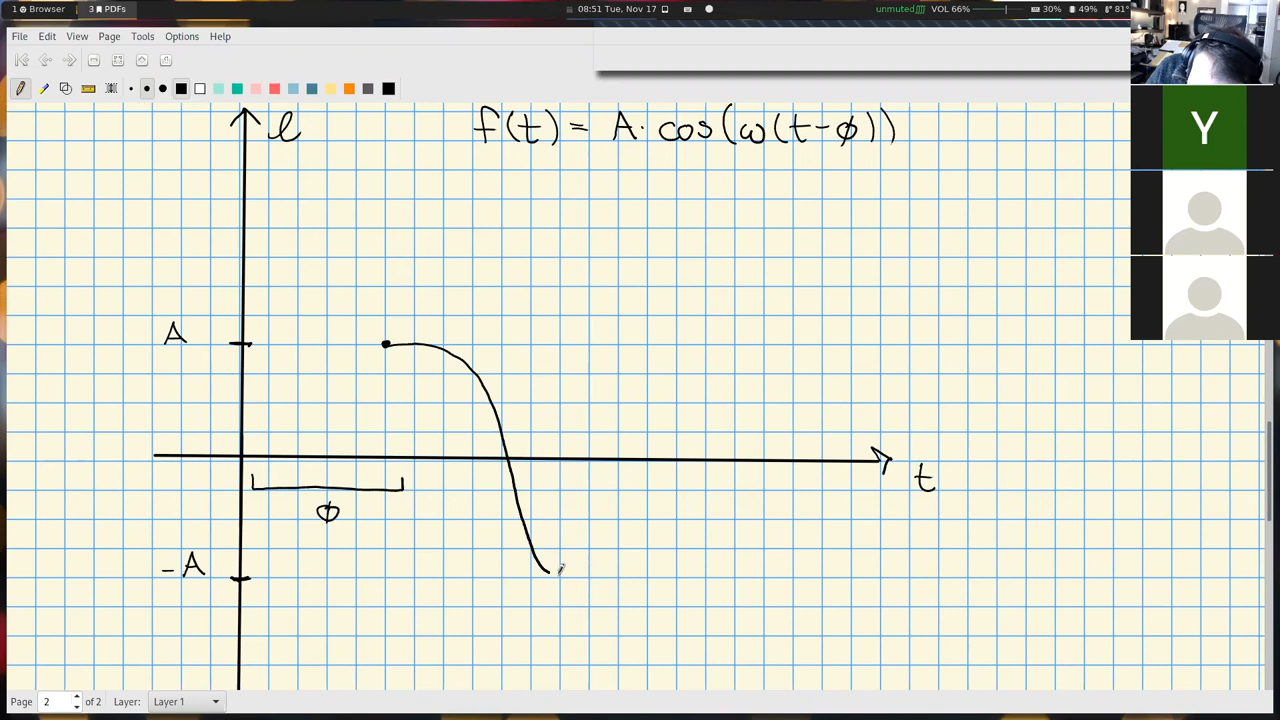 1 Browser 3 PDFs 08:51 Tue, Nov 17 unmuted VOL 66% 30% 49% 81°
File Edit View Page Tools Options Help
l f(t) = A · cos(ω(t-ϕ))
Y
A
t
ϕ
-A
Page 2 of 2 Layer: Layer 1